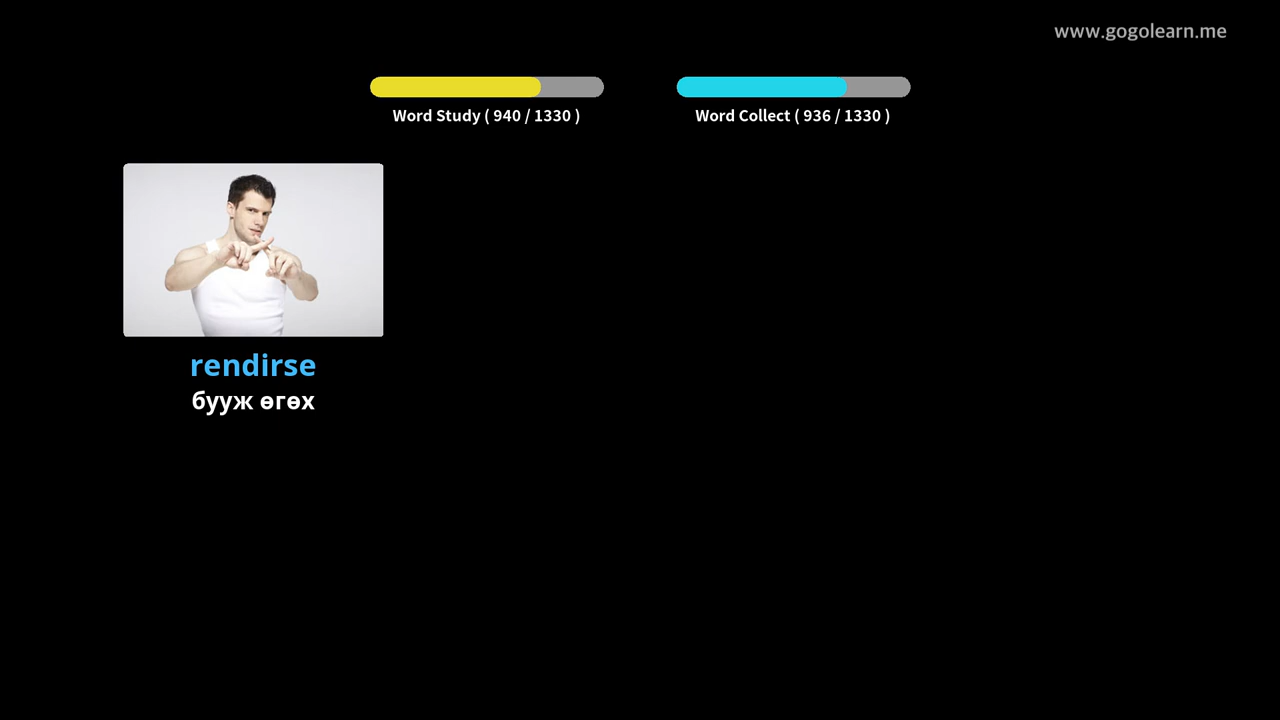 www.gogolearn.me
Word Study ( 940 / 1330 )
Word Collect ( 936 / 1330 )
rendirse
бууж өгөх